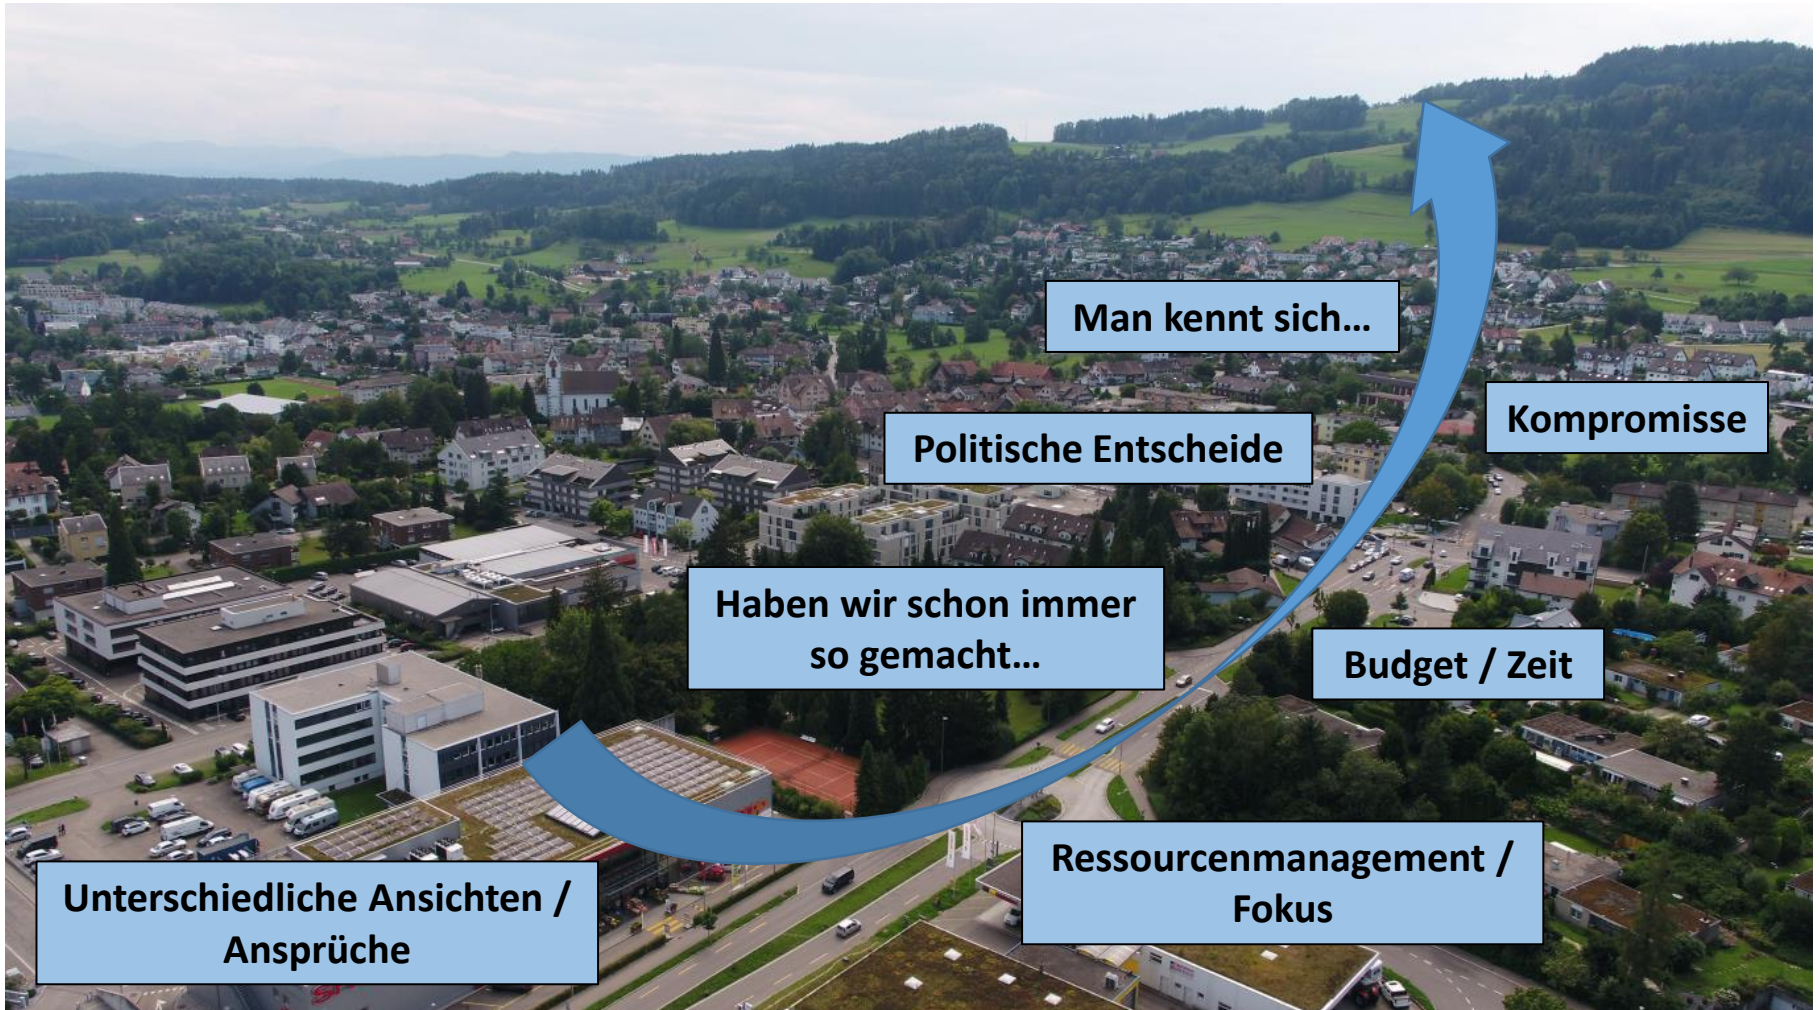 Man kennt sich...
Kompromisse
Politische Entscheide
Haben wir schon immer
so gemacht...
Budget / Zeit
Ressourcenmanagement /
Fokus
Unterschiedliche Ansichten /
Ansprüche